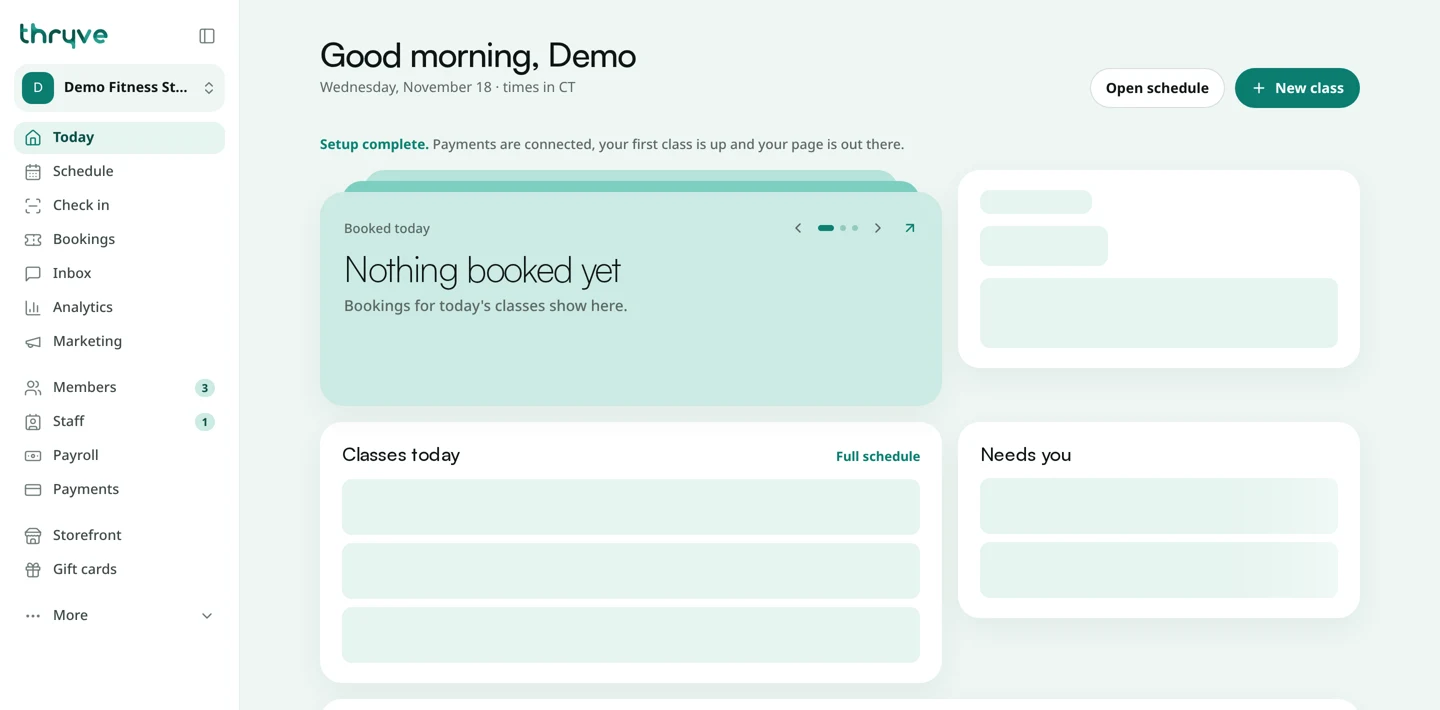 thryve
D
Demo Fitness St...
Today
Schedule
Check in
Bookings
Inbox
Analytics
Marketing
Members
3
Staff
1
Payroll
Payments
Storefront
Gift cards
More
Good morning, Demo
Wednesday, November 18 · times in CT
Open schedule
+ New class
Setup complete. Payments are connected, your first class is up and your page is out there.
Booked today
Nothing booked yet
Bookings for today's classes show here.
Classes today
Full schedule
Needs you